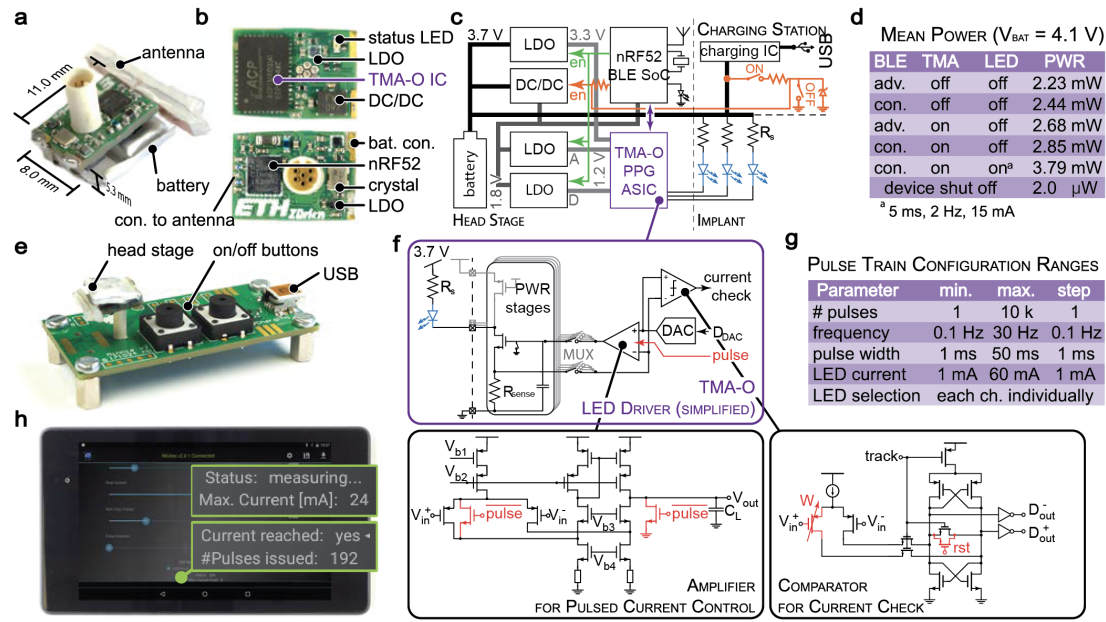 a
11.0 mm
8.0 mm
5.3 mm
antenna
battery
con. to antenna
b
status LED
LDO
TMA-O IC
DC/DC
bat. con.
nRF52
crystal
LDO
ACP
ETH
c
3.7 V
LDO
3.3 V
nRF52
BLE SoC
en
DC/DC
en
LDO
A
LDO
D
1.8 V
1.2 V
battery
TMA-O
PPG
ASIC
HEAD STAGE
IMPLANT
CHARGING STATION
charging IC
USB
ON
OFF
Rs
d
MEAN POWER (VBAT = 4.1 V)
BLE TMA LED PWR
adv. off off 2.23 mW
con. off off 2.44 mW
adv. on off 2.68 mW
con. on off 2.85 mW
con. on onª 3.79 mW
device shut off 2.0 µW
ª 5 ms, 2 Hz, 15 mA
e
head stage
on/off buttons
USB
f
3.7 V
Rs
PWR
stages
Rsense
MUX
DAC
DDAC
current
check
pulse
TMA-O
LED DRIVER (SIMPLIFIED)
Vb1
Vb2
Vin+
pulse
Vin-
Vb3
Vb4
pulse
Vout
CL
AMPLIFIER
FOR PULSED CURRENT CONTROL
track
W
Vin+
Vin-
rst
Dout-
Dout+
COMPARATOR
FOR CURRENT CHECK
g
PULSE TRAIN CONFIGURATION RANGES
Parameter min. max. step
# pulses 1 10 k 1
frequency 0.1 Hz 30 Hz 0.1 Hz
pulse width 1 ms 50 ms 1 ms
LED current 1 mA 60 mA 1 mA
LED selection each ch. individually
h
Status: measuring...
Max. Current [mA]: 24
Current reached: yes
#Pulses issued: 192